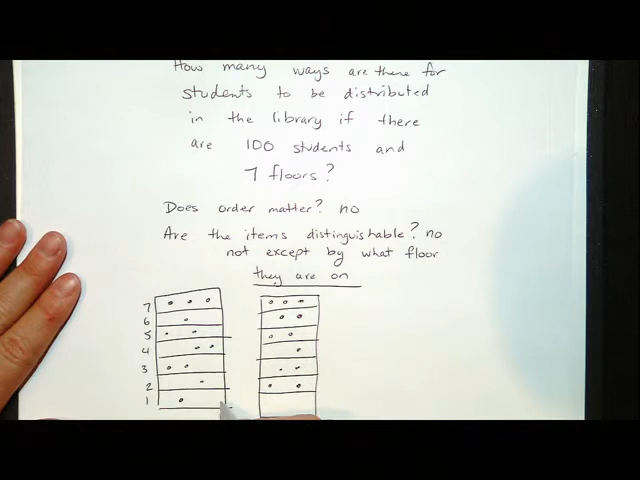 How many ways are there for
students to be distributed
in the library if there
are 100 students and
7 floors?
Does order matter? no
Are the items distinguishable? no
not except by what floor
they are on
7
6
5
4
3
2
1